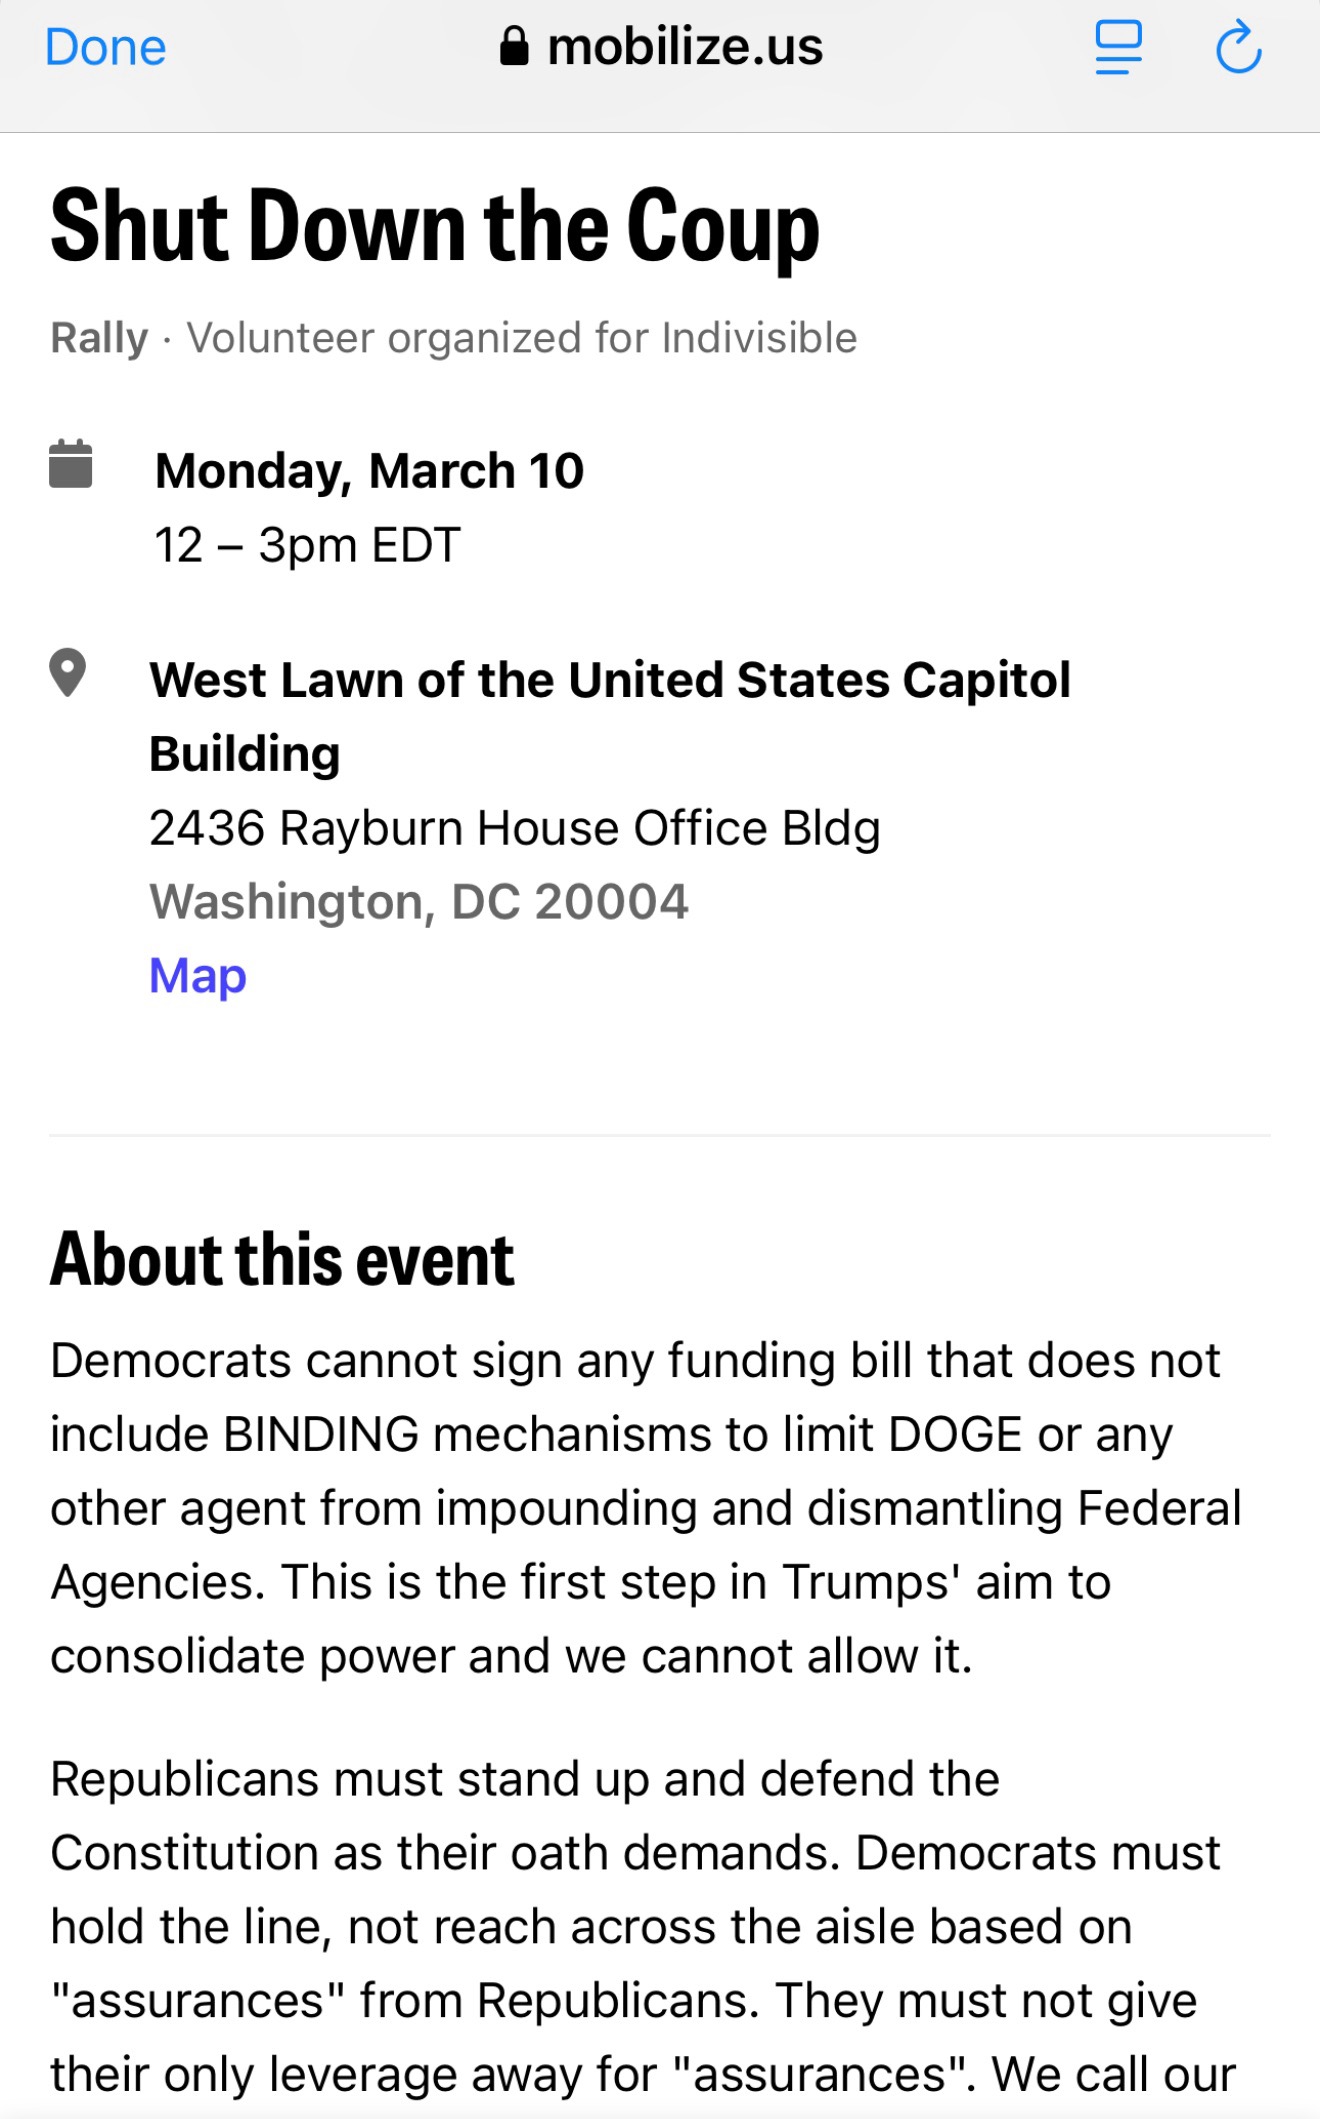 Done
mobilize.us
Shut Down the Coup
Rally · Volunteer organized for Indivisible
Monday, March 10
12 – 3pm EDT
West Lawn of the United States Capitol
Building
2436 Rayburn House Office Bldg
Washington, DC 20004
Map
About this event
Democrats cannot sign any funding bill that does not
include BINDING mechanisms to limit DOGE or any
other agent from impounding and dismantling Federal
Agencies. This is the first step in Trumps' aim to
consolidate power and we cannot allow it.
Republicans must stand up and defend the
Constitution as their oath demands. Democrats must
hold the line, not reach across the aisle based on
"assurances" from Republicans. They must not give
their only leverage away for "assurances". We call our